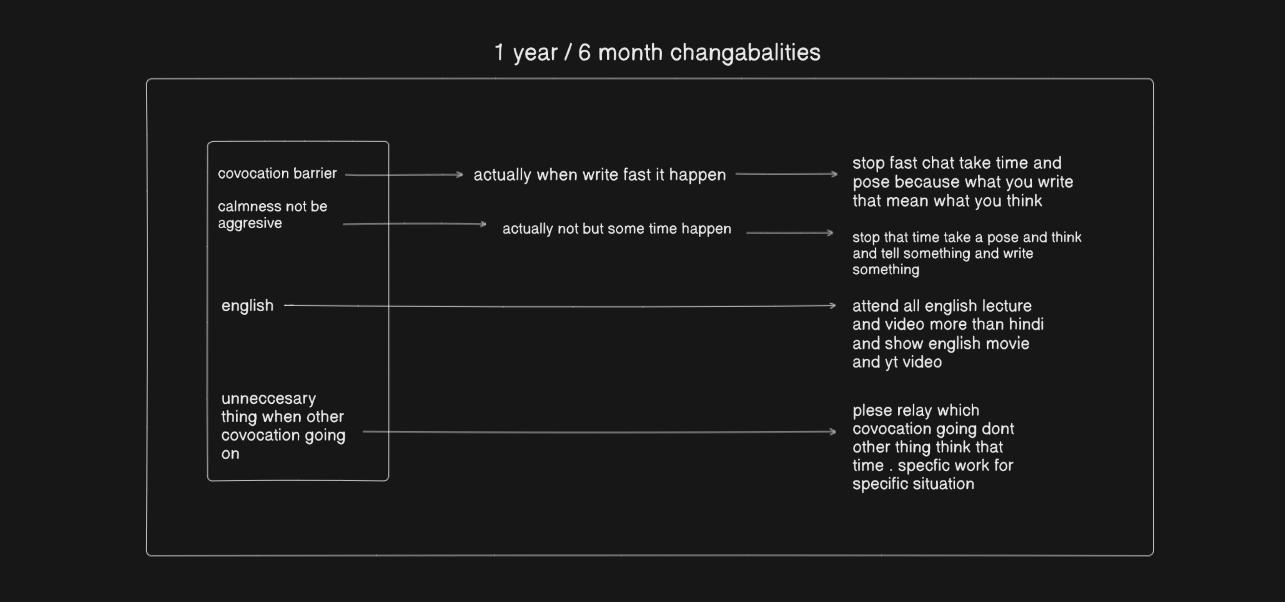 1 year / 6 month changabalities
covocation barrier
actually when write fast it happen
stop fast chat take time and
pose because what you write
that mean what you think
calmness not be
aggresive
actually not but some time happen
stop that time take a pose and think
and tell something and write
something
english
attend all english lecture
and video more than hindi
and show english movie
and yt video
unneccesary
thing when other
covocation going
on
plese relay which
covocation going dont
other thing think that
time . specfic work for
specific situation